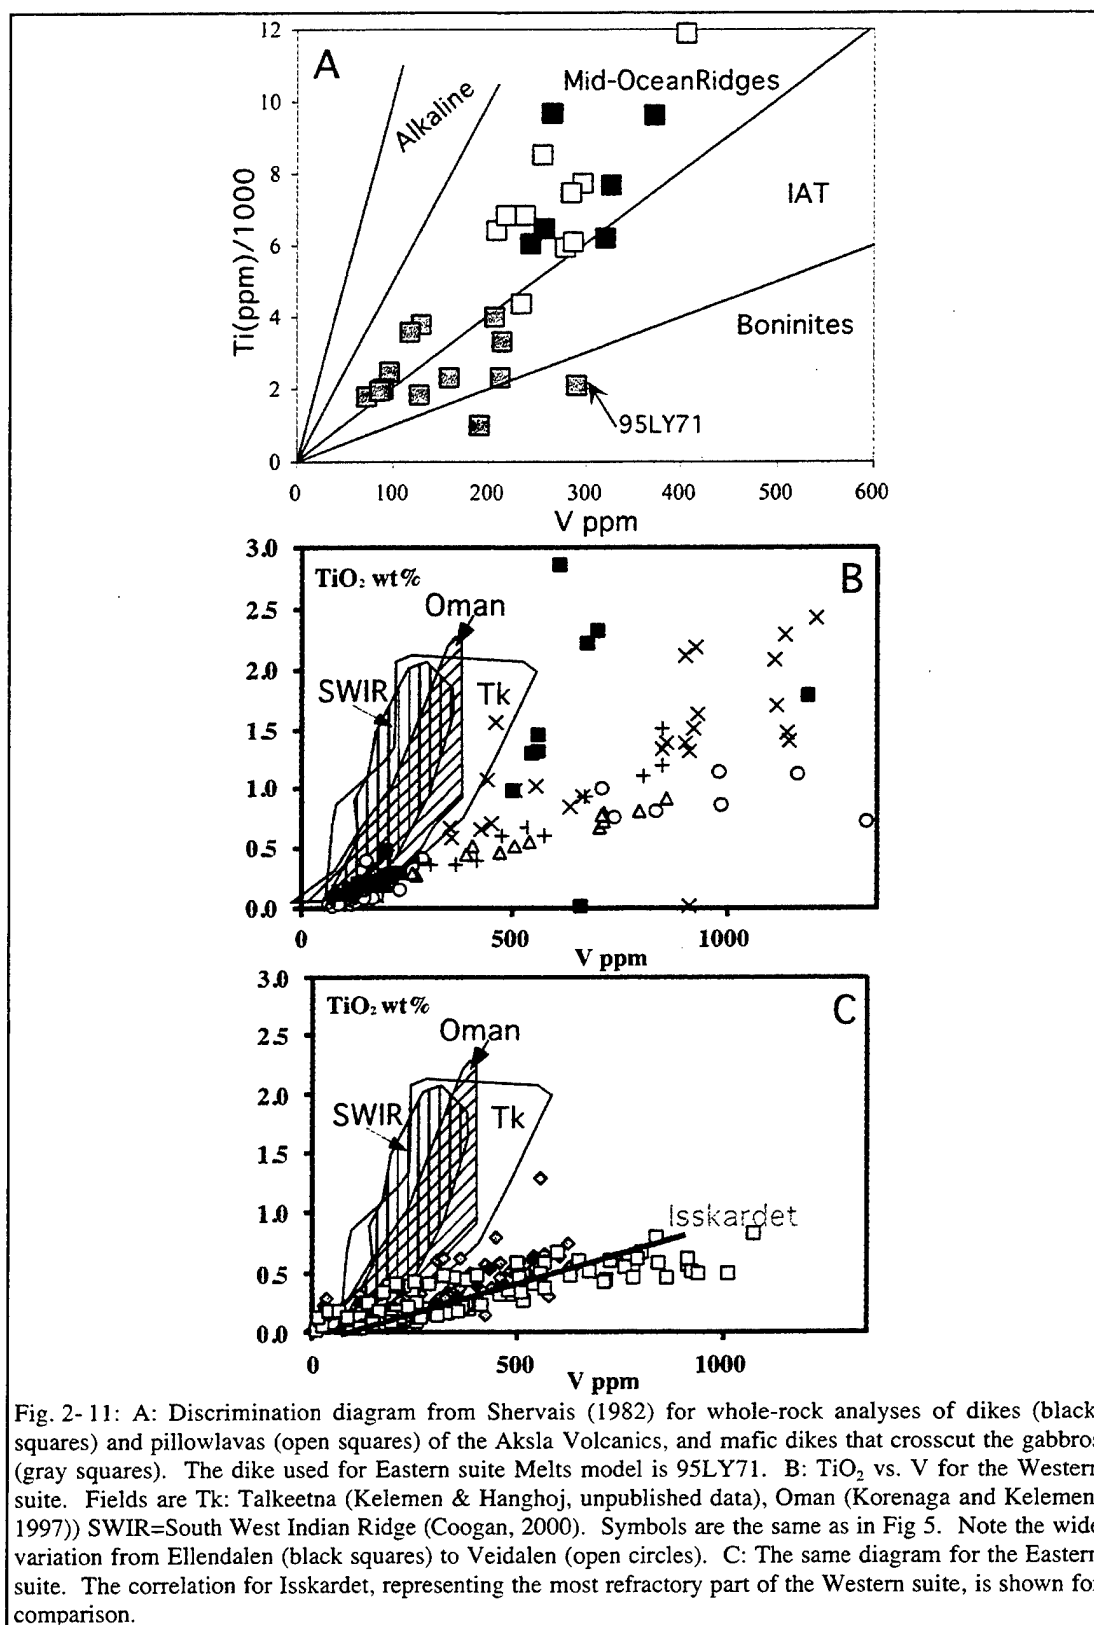 A
12
10
8
6
4
2
0
Ti(ppm)/1000
Alkaline
Mid-OceanRidges
IAT
Boninites
95LY71
0 100 200 300 400 500 600
V ppm
B
TiO₂ wt%
3.0
2.5
2.0
1.5
1.0
0.5
0.0
Oman
SWIR
Tk
0 500 1000
V ppm
C
TiO₂ wt%
3.0
2.5
2.0
1.5
1.0
0.5
0.0
Oman
SWIR
Tk
Isskardet
0 500 1000
V ppm
Fig. 2-11: A: Discrimination diagram from Shervais (1982) for whole-rock analyses of dikes (black
squares) and pillowlavas (open squares) of the Aksla Volcanics, and mafic dikes that crosscut the gabbros
(gray squares). The dike used for Eastern suite Melts model is 95LY71. B: TiO₂ vs. V for the Western
suite. Fields are Tk: Talkeetna (Kelemen & Hanghoj, unpublished data), Oman (Korenaga and Kelemen
1997)) SWIR=South West Indian Ridge (Coogan, 2000). Symbols are the same as in Fig 5. Note the wide
variation from Ellendalen (black squares) to Veidalen (open circles). C: The same diagram for the Eastern
suite. The correlation for Isskardet, representing the most refractory part of the Western suite, is shown for
comparison.